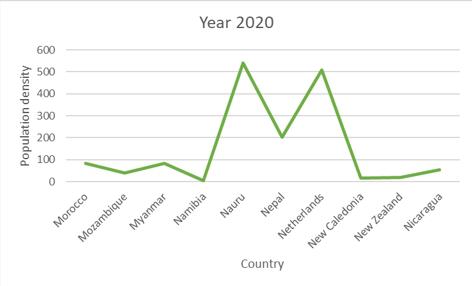 Year 2020
Population density
600
500
400
300
200
100
0
Morocco
Mozambique
Myanmar
Namibia
Nauru
Nepal
Netherlands
New Caledonia
New Zealand
Nicaragua
Country